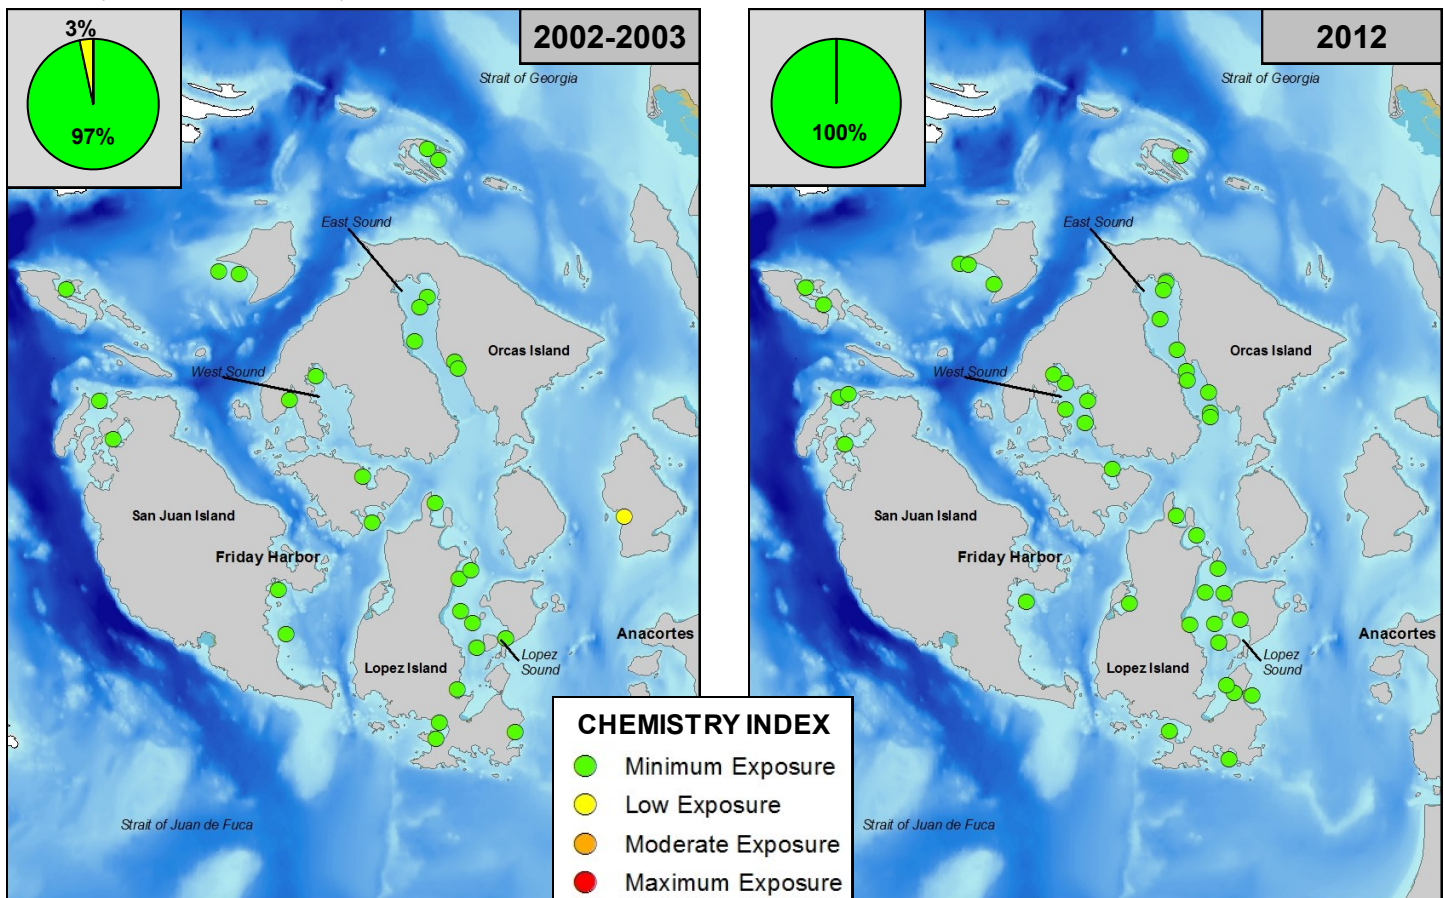 3%
97%
2002-2003
Strait of Georgia
East Sound
Orcas Island
West Sound
San Juan Island
Friday Harbor
Anacortes
Lopez
Sound
Lopez Island
Strait of Juan de Fuca
100%
2012
Strait of Georgia
East Sound
Orcas Island
West Sound
San Juan Island
Friday Harbor
Anacortes
Lopez
Sound
Lopez Island
Strait of Juan de Fuca
CHEMISTRY INDEX
Minimum Exposure
Low Exposure
Moderate Exposure
Maximum Exposure